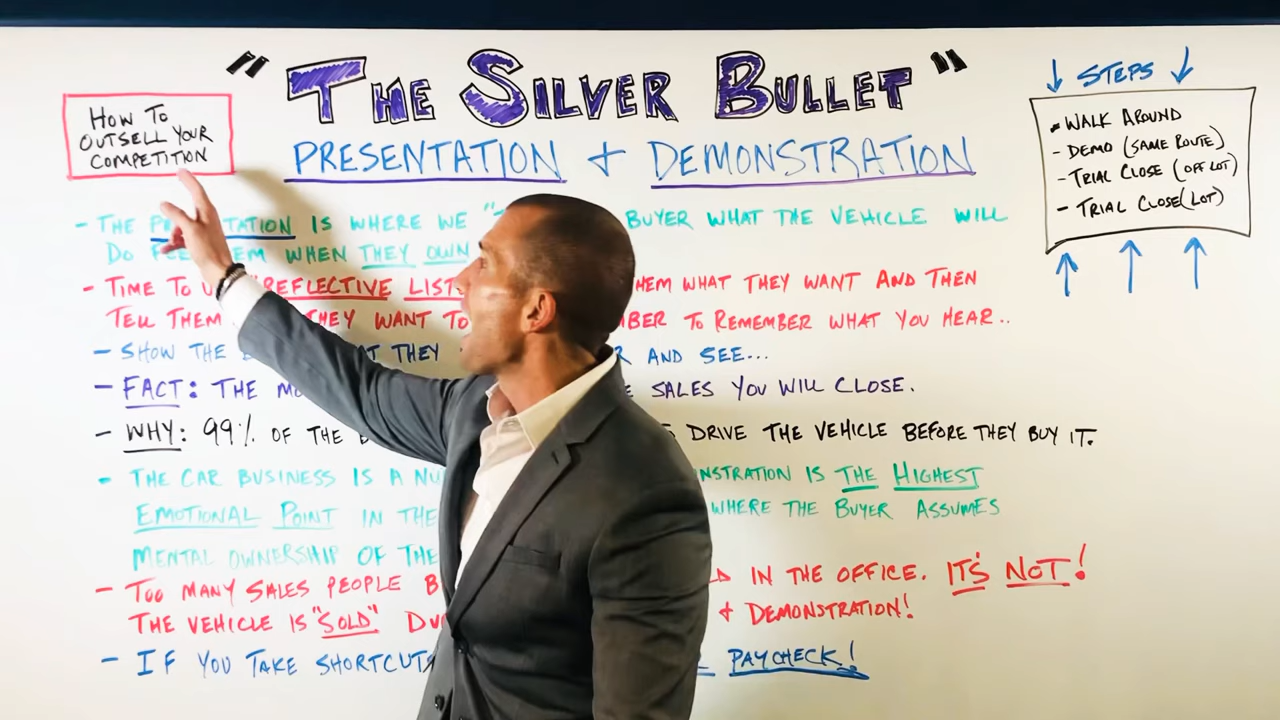 "THE SILVER BULLET"
HOW TO
OUTSELL YOUR
COMPETITION
PRESENTATION + DEMONSTRATION
STEPS
- WALK AROUND
- DEMO (SAME ROUTE)
- TRIAL CLOSE (OFF LOT)
- TRIAL CLOSE (LOT)
- THE IS WHERE WE BUYER WHAT THE VEHICLE WILL
DO WHEN THEY OWN
- TIME TO "REFLECTIVE THEM WHAT THEY WANT AND THEN
TELL THEM THEY WANT TO TO REMEMBER WHAT YOU HEAR..
- SHOW THE THEY AND SEE...
- FACT: THE SALES YOU WILL CLOSE.
- WHY: 99% OF THE DRIVE THE VEHICLE BEFORE THEY BUY IT.
- THE CAR BUSINESS IS A IS THE HIGHEST
EMOTIONAL POINT IN THE WHERE THE BUYER ASSUMES
MENTAL OWNERSHIP OF THE
- TOO MANY SALES PEOPLE IN THE OFFICE. IT'S NOT!
THE VEHICLE IS "SOLD" + DEMONSTRATION!
- IF YOU TAKE SHORTCUTS PAYCHECK!